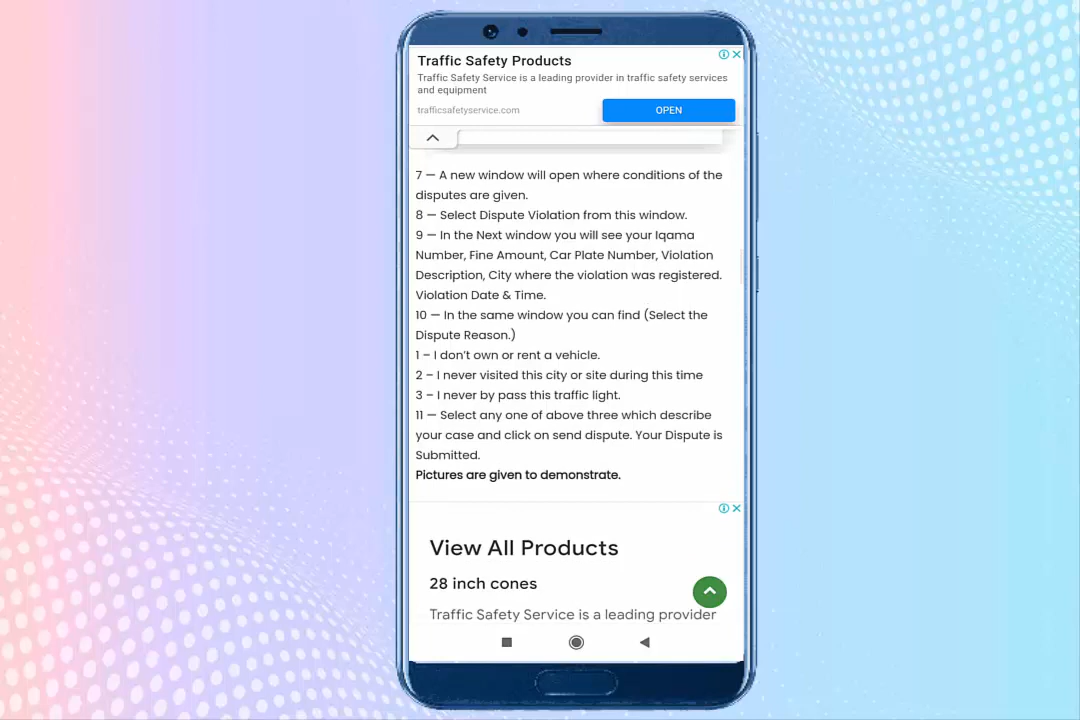 Traffic Safety Products
Traffic Safety Service is a leading provider in traffic safety services
and equipment
trafficsafetyservice.com
OPEN
7 — A new window will open where conditions of the
disputes are given.
8 — Select Dispute Violation from this window.
9 — In the Next window you will see your Iqama
Number, Fine Amount, Car Plate Number, Violation
Description, City where the violation was registered.
Violation Date & Time.
10 — In the same window you can find (Select the
Dispute Reason.)
1 – I don’t own or rent a vehicle.
2 – I never visited this city or site during this time
3 – I never by pass this traffic light.
11 — Select any one of above three which describe
your case and click on send dispute. Your Dispute is
Submitted.
Pictures are given to demonstrate.
View All Products
28 inch cones
Traffic Safety Service is a leading provider